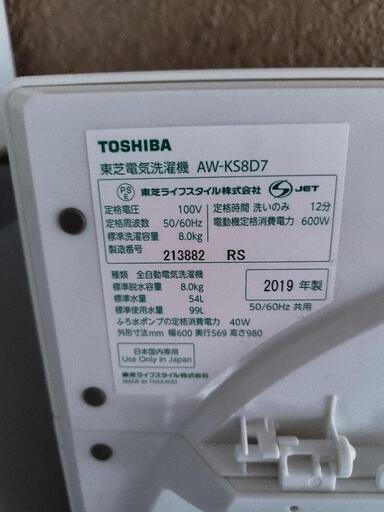 TOSHIBA
東芝電気洗濯機 AW-KS8D7
PS E 東芝ライフスタイル株式会社 S JET
定格電圧 100V
定格周波数 50/60Hz
標準洗濯容量 8.0kg
製造番号 213882 RS
定格時間 洗いのみ 12分
電動機定格消費電力 600W
種類 全自動電気洗濯機
標準脱水容量 8.0kg
標準水量 54L
標準使用水量 99L
ふろ水ポンプの定格消費電力 40W
外形寸法mm 幅600 奥行569 高さ980
2019 年製
50/60Hz 共用
日本国内専用
Use Only in Japan
東芝ライフスタイル株式会社
MADE IN THAILAND